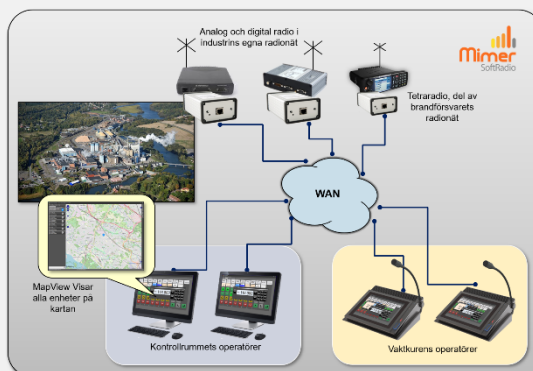 Analog och digital radio i
industrins egna radionät
Mimer
SoftRadio
Tetraradio, del av
brandförsvarets
radionät
WAN
MapView Visar
alla enheter på
kartan
Kontrollrummets operatörer
Vaktkurens operatörer